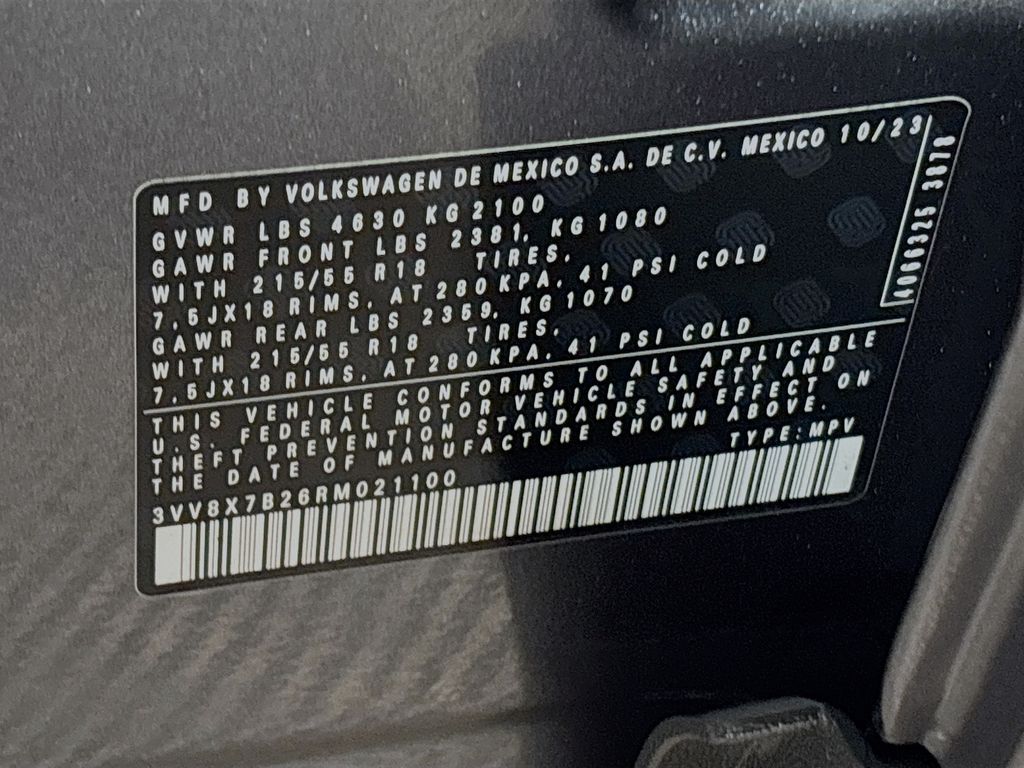 MFD BY VOLKSWAGEN DE MEXICO S.A. DE C.V. MEXICO 10/23
GVWR LBS 4630 KG 2100
GAWR FRONT LBS 2381, KG 1080
WITH 215/55 R18 TIRES,
7,5JX18 RIMS, AT 280 KPA, 41 PSI COLD
GAWR REAR LBS 2359, KG 1070
WITH 215/55 R18 TIRES,
7,5JX18 RIMS, AT 280 KPA, 41 PSI COLD
THIS VEHICLE CONFORMS TO ALL APPLICABLE
U.S. FEDERAL MOTOR VEHICLE SAFETY AND
THEFT PREVENTION STANDARDS IN EFFECT ON
THE DATE OF MANUFACTURE SHOWN ABOVE.
TYPE: MPV
3VV8X7B26RM021100
3878